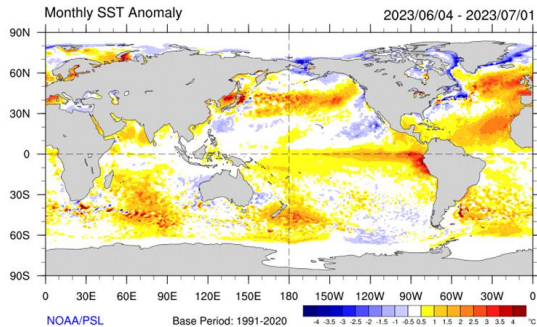 Monthly SST Anomaly 2023/06/04 - 2023/07/01
90N
60N
30N
0
30S
60S
90S
0 30E 60E 90E 120E 150E 180 150W 120W 90W 60W 30W 0
NOAA/PSL Base Period: 1991-2020
-4 -3.5 -3 -2.5 -2 -1.5 -1 -0.5 0.5 1 1.5 2 2.5 3 3.5 4 °C